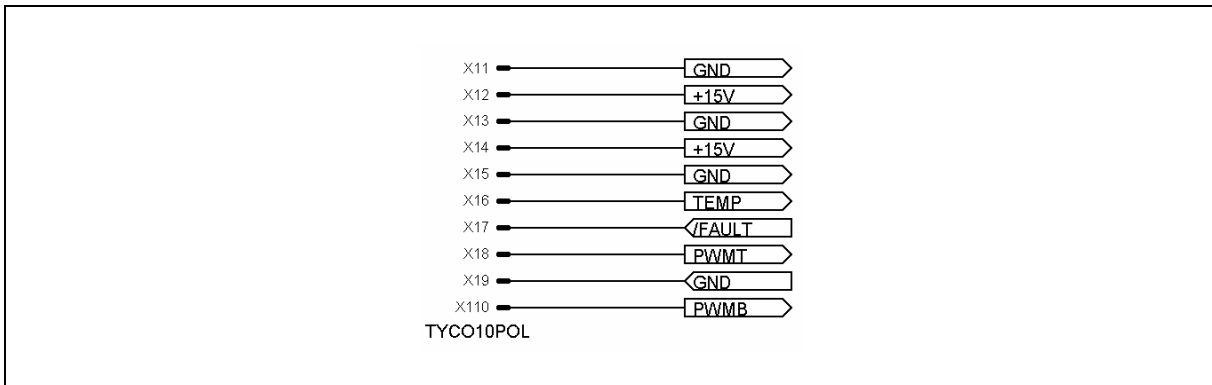 X11 GND
X12 +15V
X13 GND
X14 +15V
X15 GND
X16 TEMP
X17 /FAULT
X18 PWMT
X19 GND
X110 PWMB
TYCO10POL